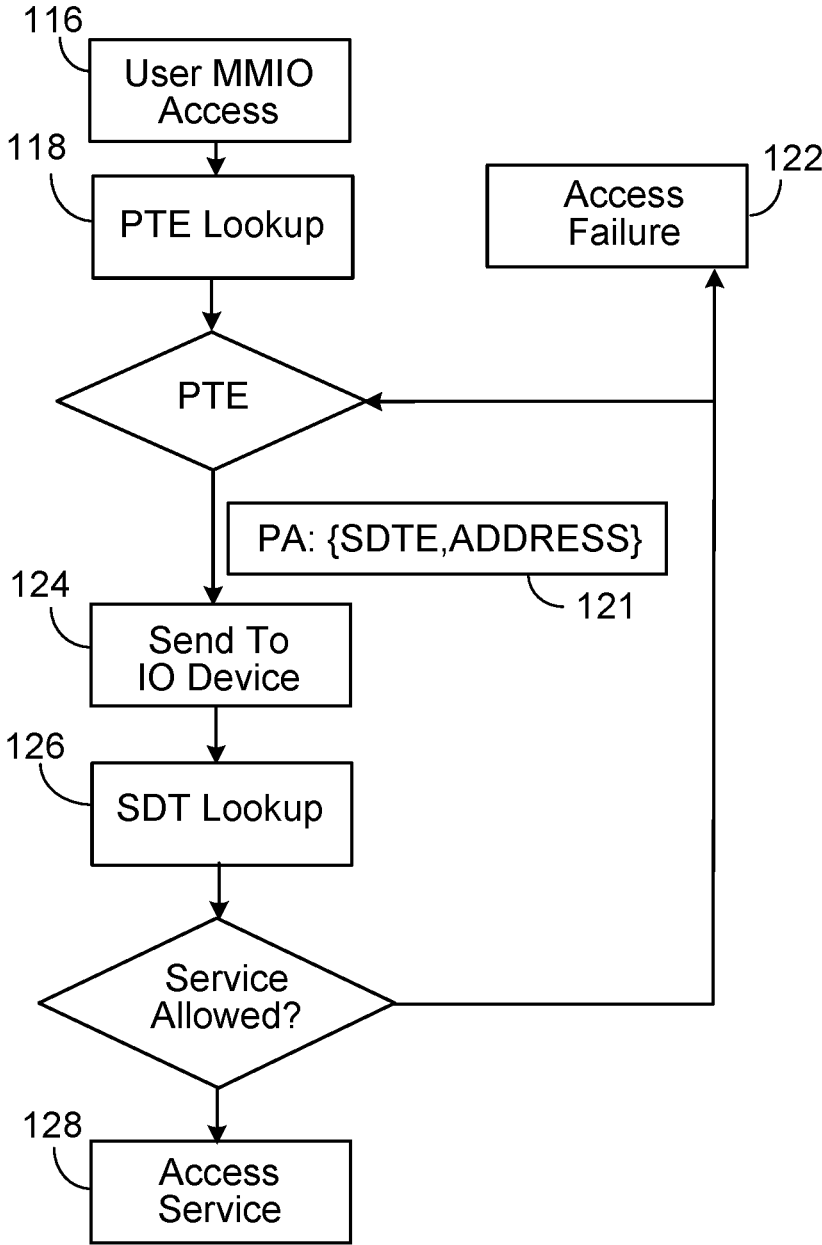 116
User MMIO
Access
118
PTE Lookup
122
Access
Failure
PTE
PA: {SDTE,ADDRESS}
121
124
Send To
IO Device
126
SDT Lookup
Service
Allowed?
128
Access
Service